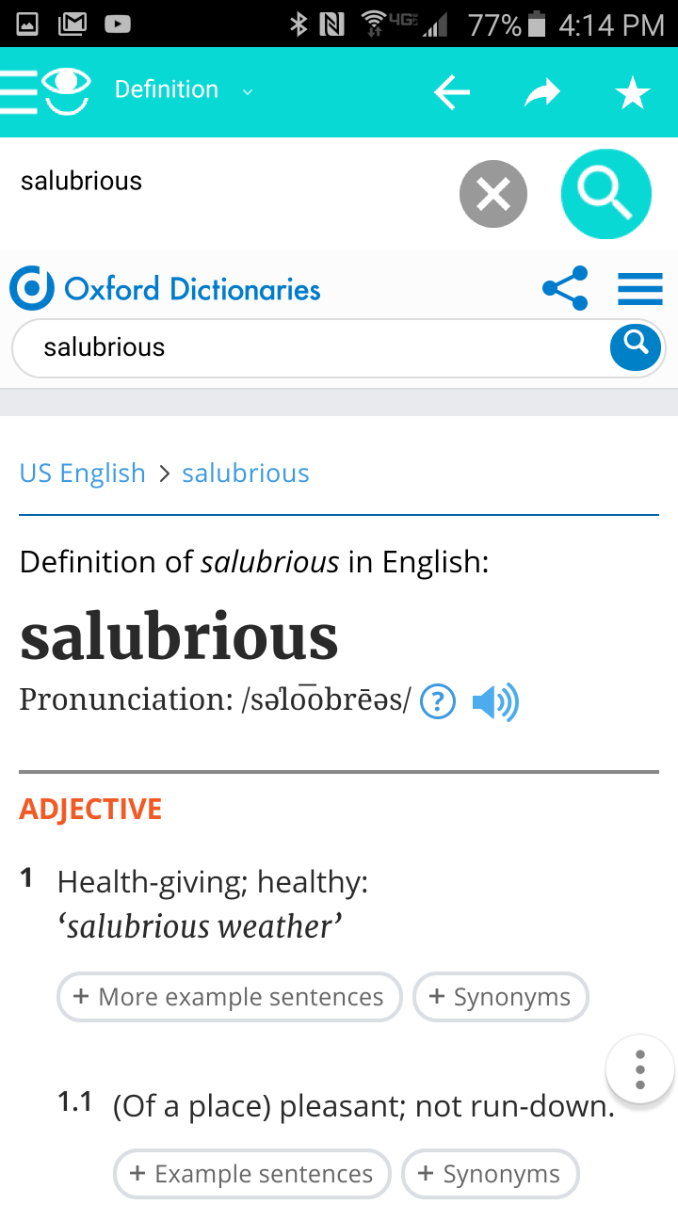 4GE 77% 4:14 PM
Definition
salubrious
Oxford Dictionaries
salubrious
US English > salubrious
Definition of salubrious in English:
salubrious
Pronunciation: /səˈlo͞obrēəs/ ?
ADJECTIVE
1 Health-giving; healthy:
‘salubrious weather’
+ More example sentences + Synonyms
1.1 (Of a place) pleasant; not run-down.
+ Example sentences + Synonyms